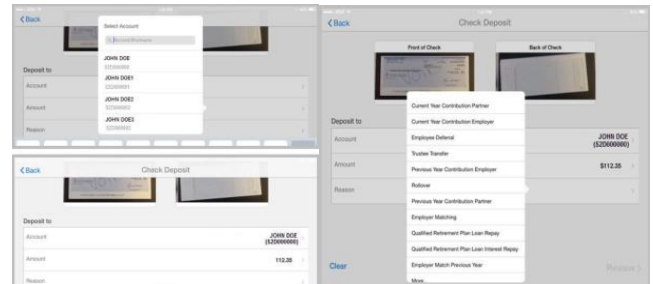 < Back
Select Account
JOHN DOE
JOHN DOE1
JOHN DOE2
JOHN DOE3
Deposit to
Account
Amount
Reason
< Back
Check Deposit
Deposit to
Account
JOHN DOE
(52D000000)
Amount
112.35
Reason
< Back
Check Deposit
Front of Check
Back of Check
Deposit to
Account
JOHN DOE
(52D000000)
Amount
$112.35
Reason
Current Year Contribution Partner
Current Year Contribution Employer
Employee Deferral
Trustee Transfer
Previous Year Contribution Employer
Rollover
Previous Year Contribution Partner
Employer Matching
Qualified Retirement Plan Loan Repay
Qualified Retirement Plan Loan Interest Repay
Employer Match Previous Year
More..
Clear